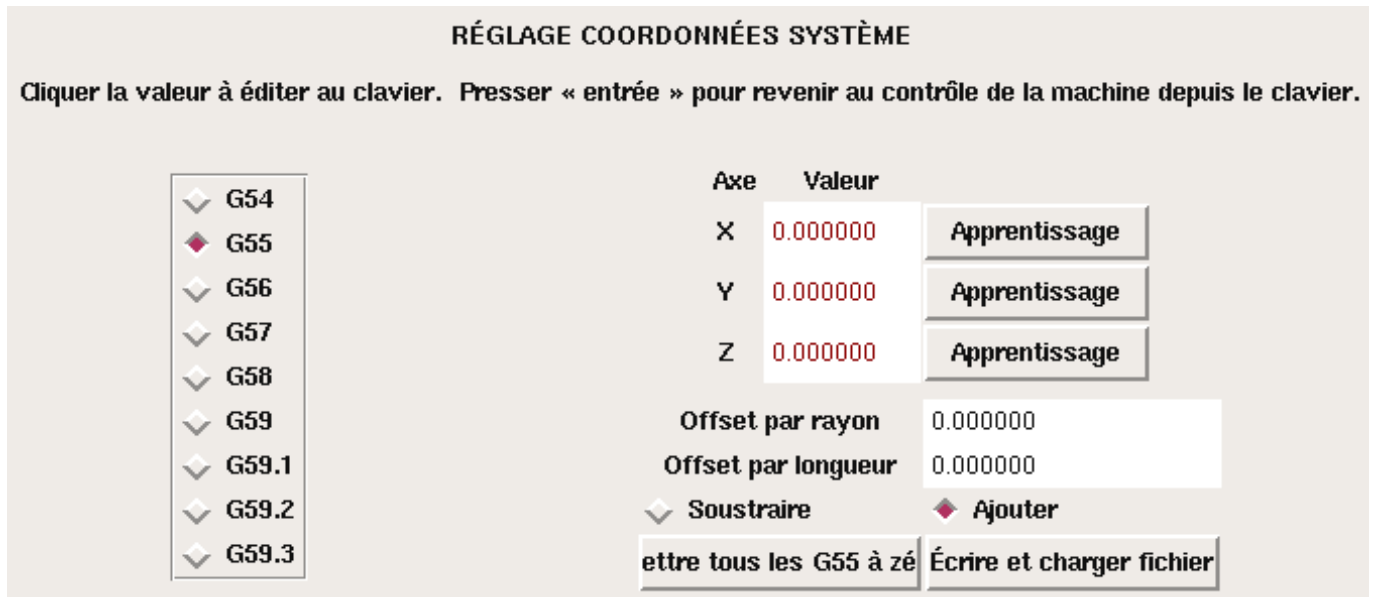 RÉGLAGE COORDONNÉES SYSTÈME
Cliquer la valeur à éditer au clavier. Presser « entrée » pour revenir au contrôle de la machine depuis le clavier.
G54
G55
G56
G57
G58
G59
G59.1
G59.2
G59.3
Axe Valeur
X 0.000000 Apprentissage
Y 0.000000 Apprentissage
Z 0.000000 Apprentissage
Offset par rayon 0.000000
Offset par longueur 0.000000
Soustraire Ajouter
ettre tous les G55 à zé Écrire et charger fichier